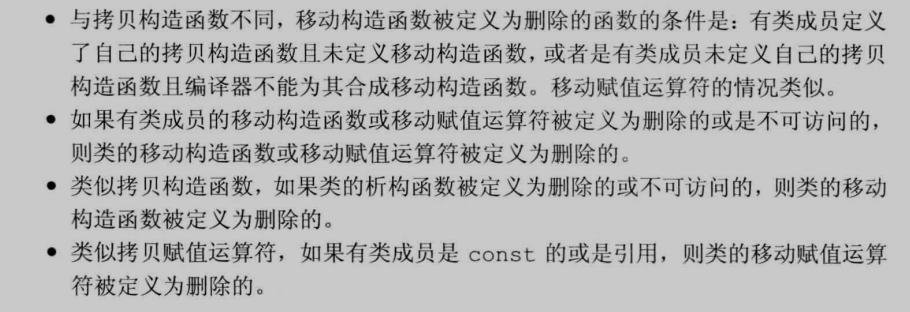 • 与拷贝构造函数不同，移动构造函数被定义为删除的函数的条件是：有类成员定义
了自己的拷贝构造函数且未定义移动构造函数，或者是有类成员未定义自己的拷贝
构造函数且编译器不能为其合成移动构造函数。移动赋值运算符的情况类似。
• 如果有类成员的移动构造函数或移动赋值运算符被定义为删除的或是不可访问的，
则类的移动构造函数或移动赋值运算符被定义为删除的。
• 类似拷贝构造函数，如果类的析构函数被定义为删除的或不可访问的，则类的移动
构造函数被定义为删除的。
• 类似拷贝赋值运算符，如果有类成员是 const 的或是引用，则类的移动赋值运算
符被定义为删除的。